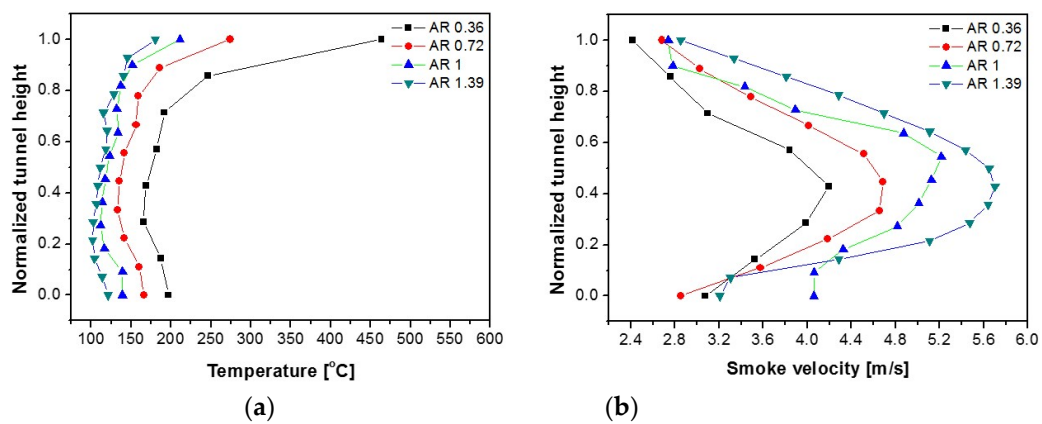 AR 0.36
AR 0.72
AR 1
AR 1.39
1.0
0.8
0.6
0.4
0.2
0.0
Normalized tunnel height
100 150 200 250 300 350 400 450 500 550 600
Temperature [°C]
(a)
AR 0.36
AR 0.72
AR 1
AR 1.39
1.0
0.8
0.6
0.4
0.2
0.0
Normalized tunnel height
2.4 2.8 3.2 3.6 4.0 4.4 4.8 5.2 5.6 6.0
Smoke velocity [m/s]
(b)